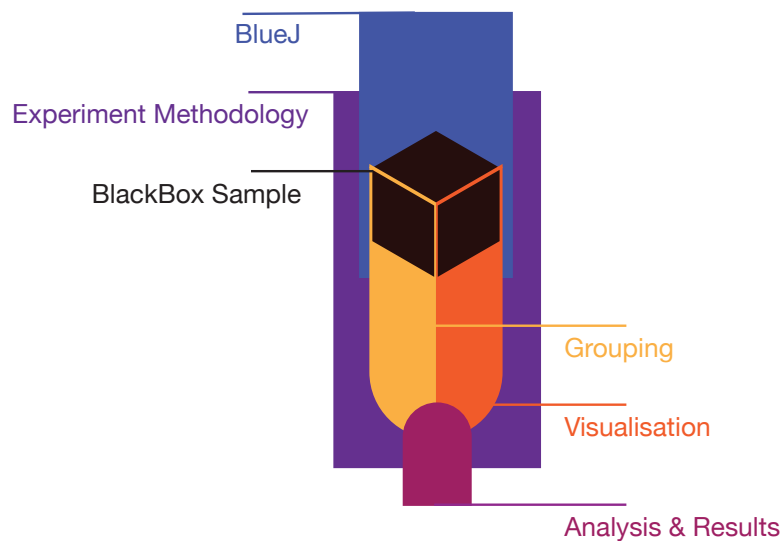 BlueJ
Experiment Methodology
BlackBox Sample
Grouping
Visualisation
Analysis & Results